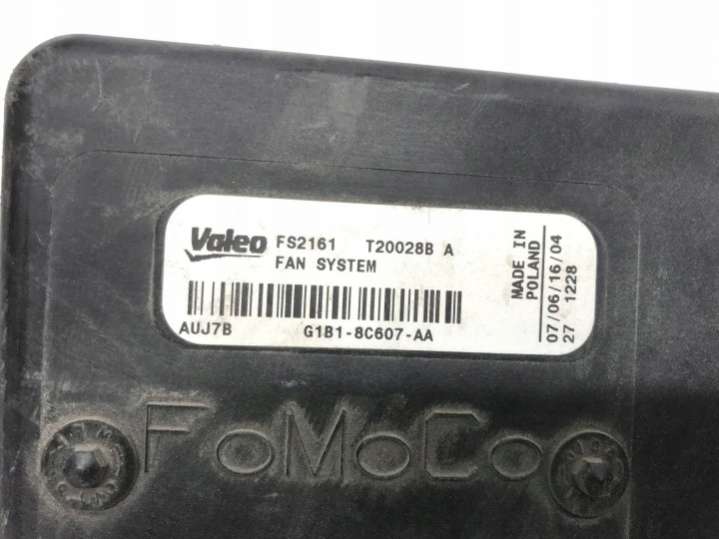 Valeo FS2161 T20028B A
FAN SYSTEM
AUJ7B G1B1-8C607-AA
MADE IN
POLAND
07/06/16/04
27 1228
FoMoCo